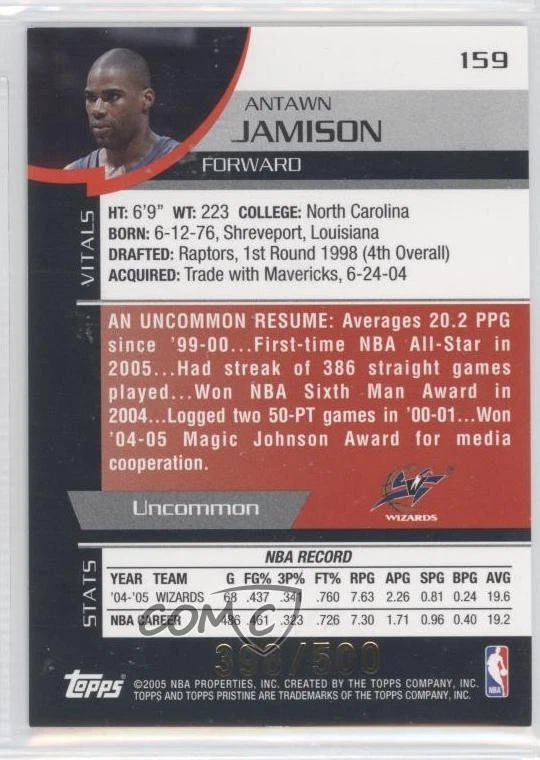 159
ANTAWN
JAMISON
FORWARD
VITALS
HT: 6'9" WT: 223 COLLEGE: North Carolina
BORN: 6-12-76, Shreveport, Louisiana
DRAFTED: Raptors, 1st Round 1998 (4th Overall)
ACQUIRED: Trade with Mavericks, 6-24-04
AN UNCOMMON RESUME: Averages 20.2 PPG
since '99-00...First-time NBA All-Star in
2005...Had streak of 386 straight games
played...Won NBA Sixth Man Award in
2004...Logged two 50-PT games in '00-01...Won
'04-05 Magic Johnson Award for media
cooperation.
WIZARDS
Uncommon
STATS
NBA RECORD
YEAR TEAM G FG% 3P% FT% RPG APG SPG BPG AVG
'04-'05 WIZARDS 68 .437 .341 .760 7.63 2.26 0.81 0.24 19.6
NBA CAREER 486 .461 .323 .726 7.30 1.71 0.96 0.40 19.2
COMC
/500
Topps
©2005 NBA PROPERTIES, INC. CREATED BY THE TOPPS COMPANY, INC.
TOPPS AND TOPPS PRISTINE ARE TRADEMARKS OF THE TOPPS COMPANY, INC.
NBA